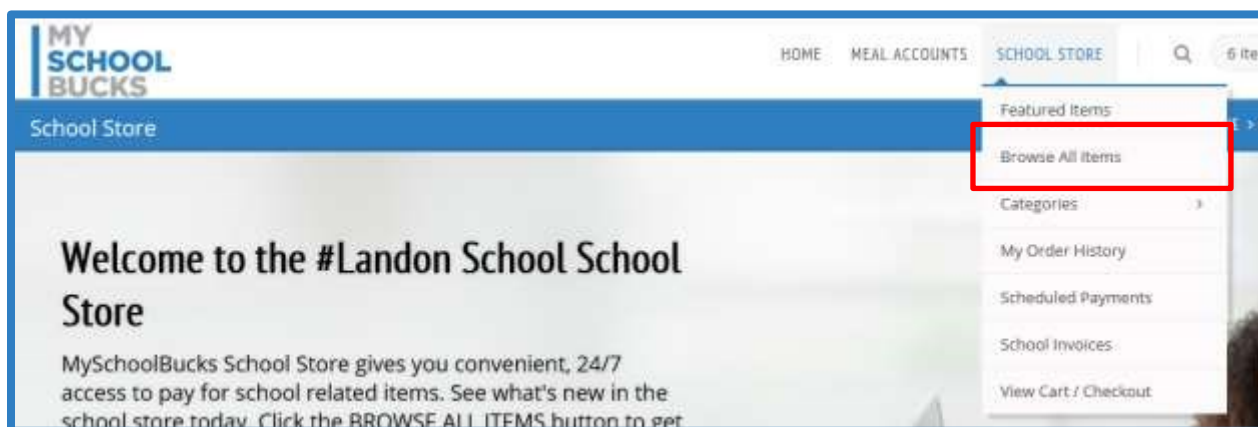 MY
SCHOOL
BUCKS
HOME MEAL ACCOUNTS SCHOOL STORE 6 ite
School Store
Featured Items
Browse All Items
Categories
My Order History
Scheduled Payments
School Invoices
View Cart / Checkout
Welcome to the #Landon School School
Store
MySchoolBucks School Store gives you convenient, 24/7
access to pay for school related items. See what's new in the
school store today. Click the BROWSE ALL ITEMS button to get